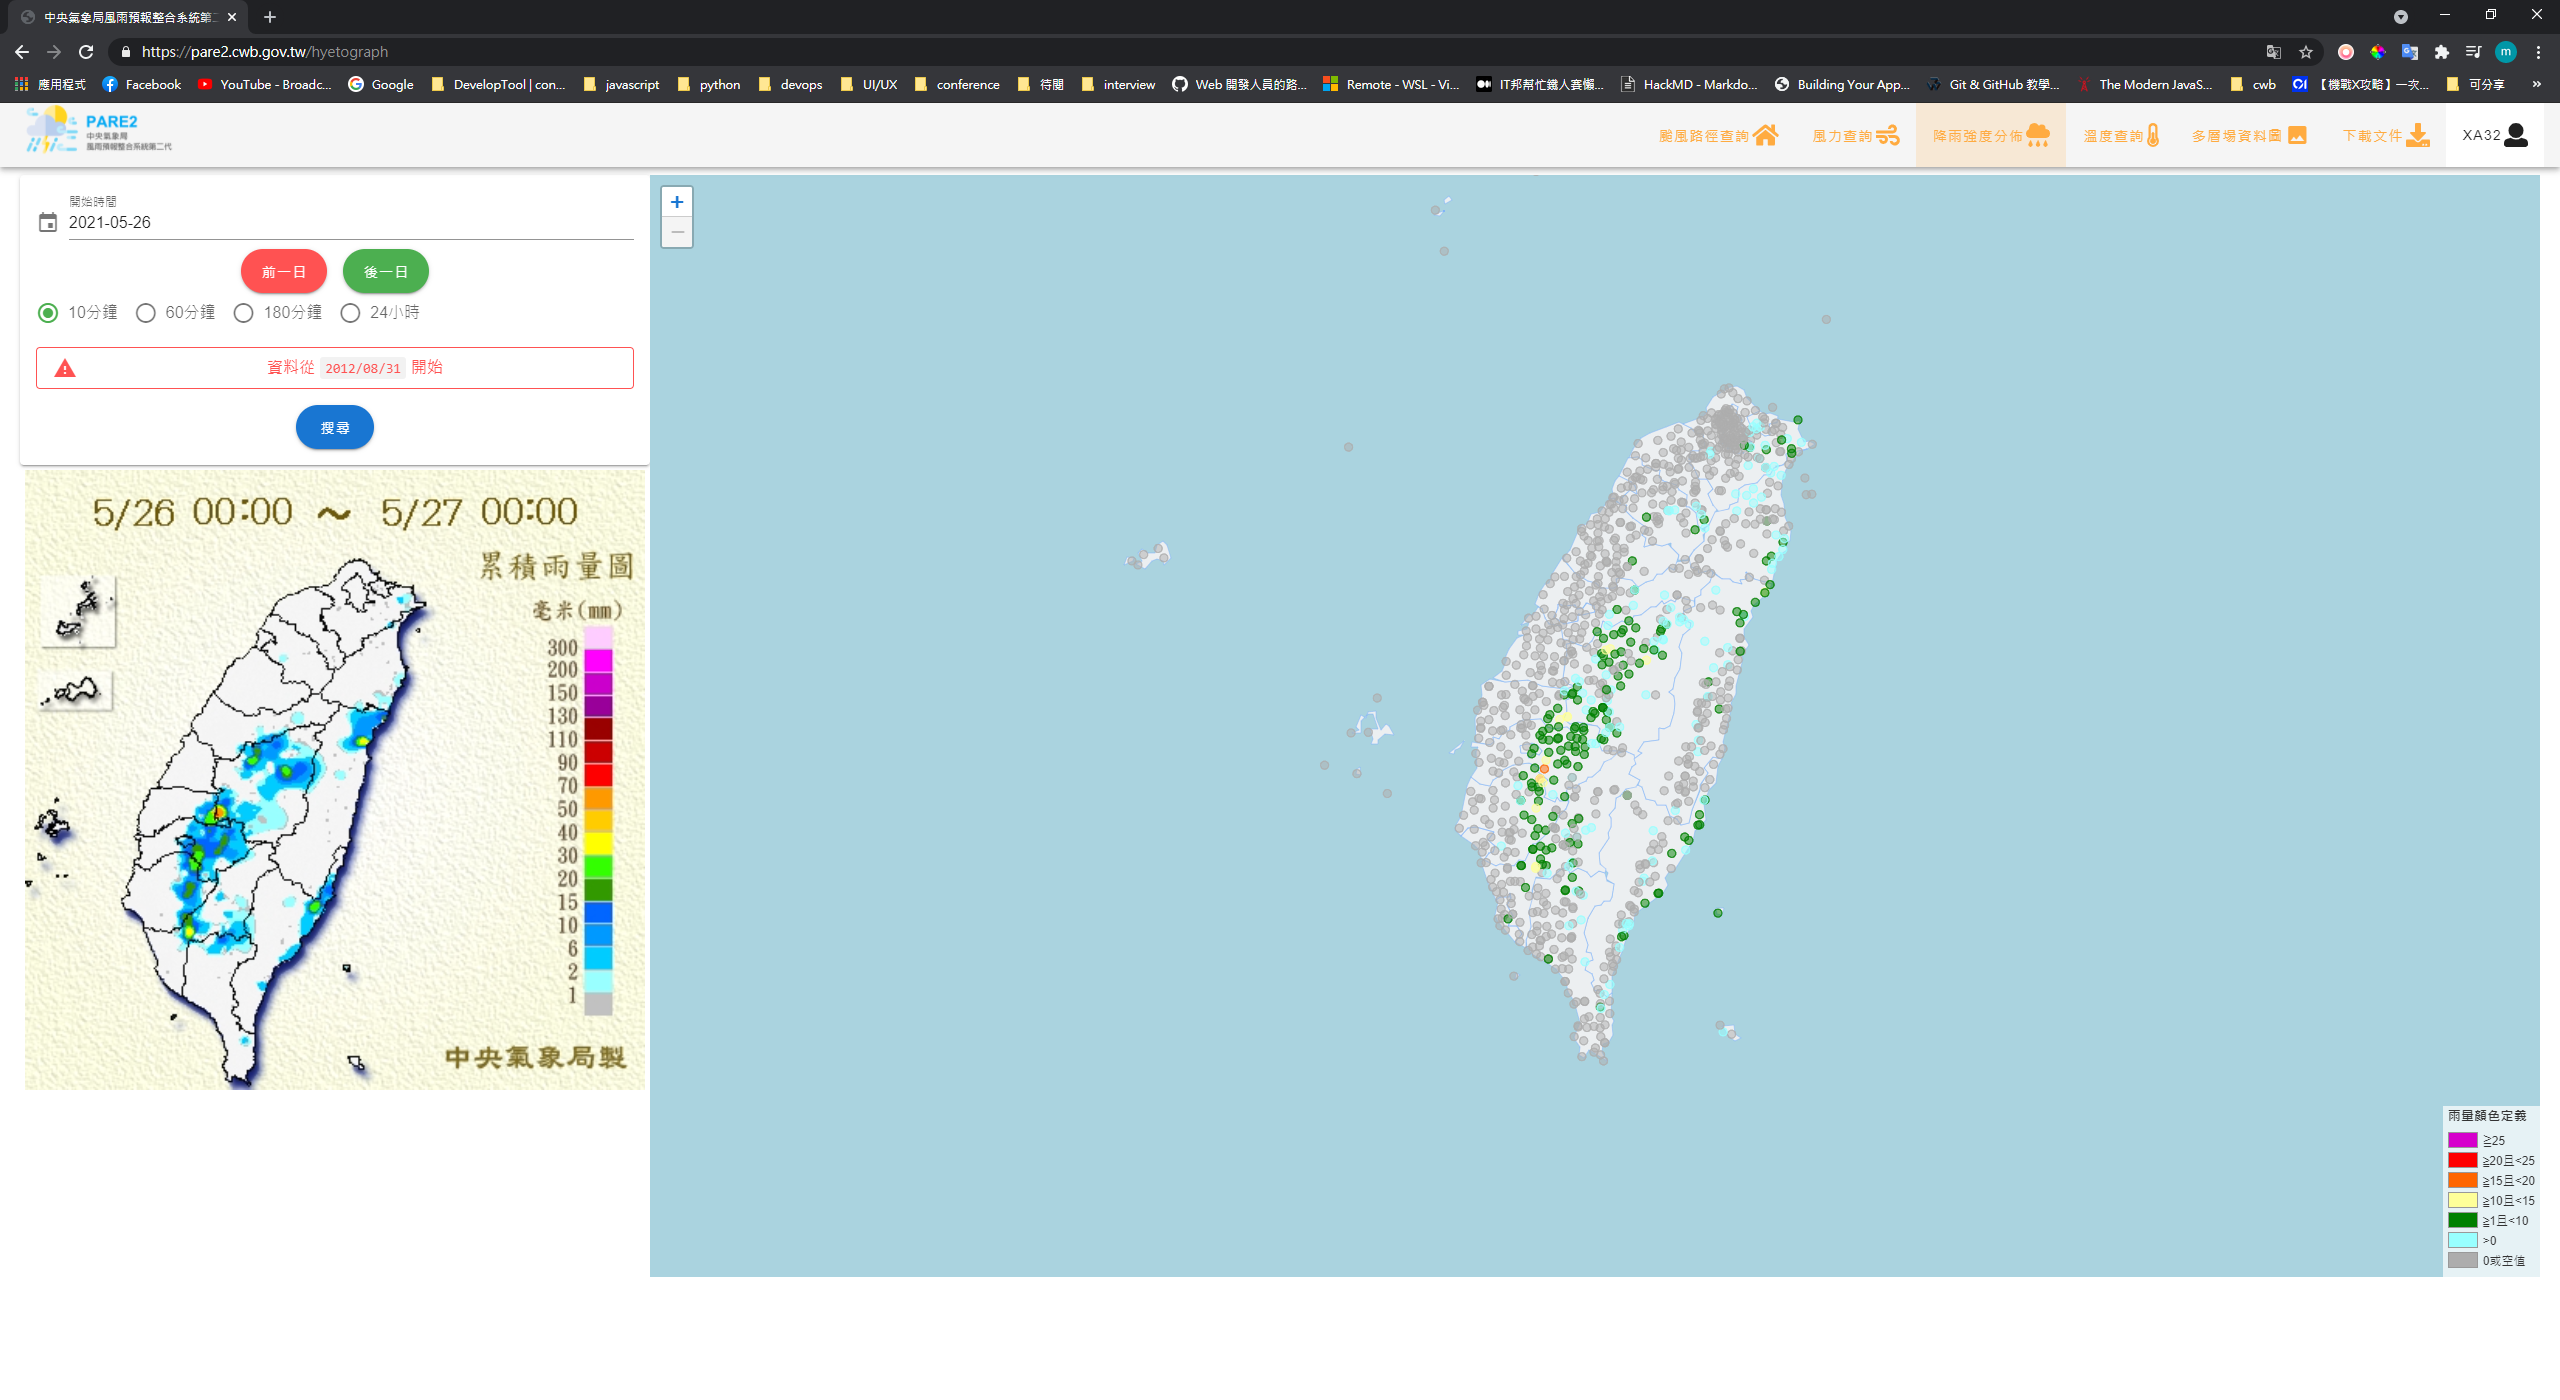 中央氣象局風雨預報整合系統第二
https://pare2.cwb.gov.tw/hyetograph
m
應用程式
Facebook
YouTube - Broadc...
Google
DevelopTool | con...
javascript
python
devops
UI/UX
conference
待閱
interview
Web 開發人員的路...
Remote - WSL - Vi...
IT邦幫忙鐵人賽懶...
HackMD - Markdo...
Building Your App...
Git & GitHub 教學...
The Modern JavaS...
cwb
【機戰X攻略】一次...
可分享
»
PARE2
中央氣象局
風雨預報整合系統第二代
颱風路徑查詢
風力查詢
降雨強度分佈
溫度查詢
多層場資料圖
下載文件
XA32
開始時間
2021-05-26
前一日
後一日
10分鐘
60分鐘
180分鐘
24小時
資料從 2012/08/31 開始
搜尋
5/26 00:00 ～ 5/27 00:00
累積雨量圖
毫米(mm)
300
200
150
130
110
90
70
50
40
30
20
15
10
6
2
1
中央氣象局製
+
−
雨量顏色定義
≧25
≧20且<25
≧15且<20
≧10且<15
≧1且<10
>0
0或空值